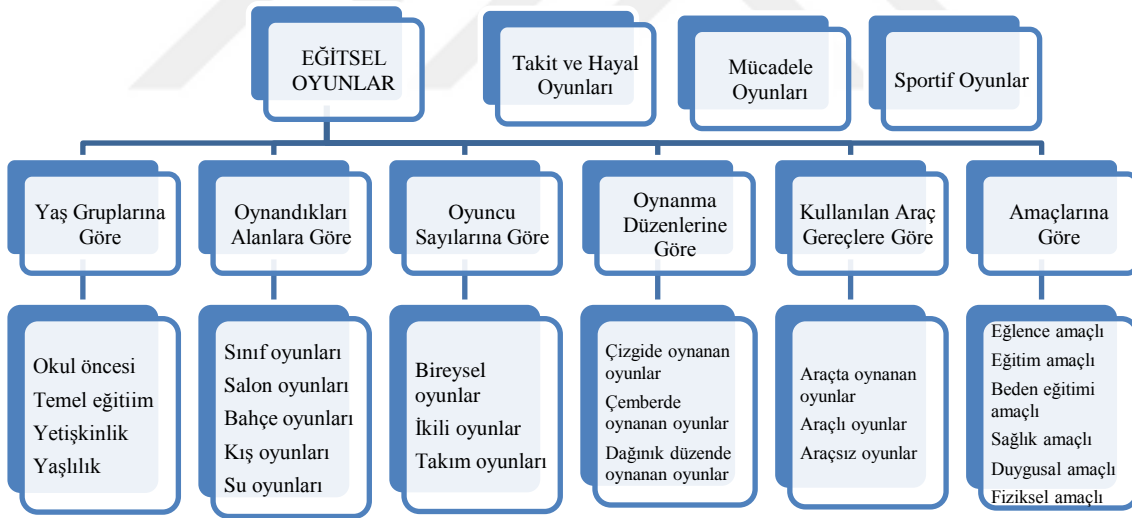 EĞİTSEL
OYUNLAR
Takit ve Hayal
Oyunları
Mücadele
Oyunları
Sportif Oyunlar
Yaş Gruplarına
Göre
Oynandıkları
Alanlara Göre
Oyuncu
Sayılarına Göre
Oynanma
Düzenlerine
Göre
Kullanılan Araç
Gereçlere Göre
Amaçlarına
Göre
Okul öncesi
Temel eğitiim
Yetişkinlik
Yaşlılık
Sınıf oyunları
Salon oyunları
Bahçe oyunları
Kış oyunları
Su oyunları
Bireysel
oyunlar
İkili oyunlar
Takım oyunları
Çizgide oynanan
oyunlar
Çemberde
oynanan oyunlar
Dağınık düzende
oynanan oyunlar
Araçta oynanan
oyunlar
Araçlı oyunlar
Araçsız oyunlar
Eğlence amaçlı
Eğitim amaçlı
Beden eğitimi
amaçlı
Sağlık amaçlı
Duygusal amaçlı
Fiziksel amaçlı